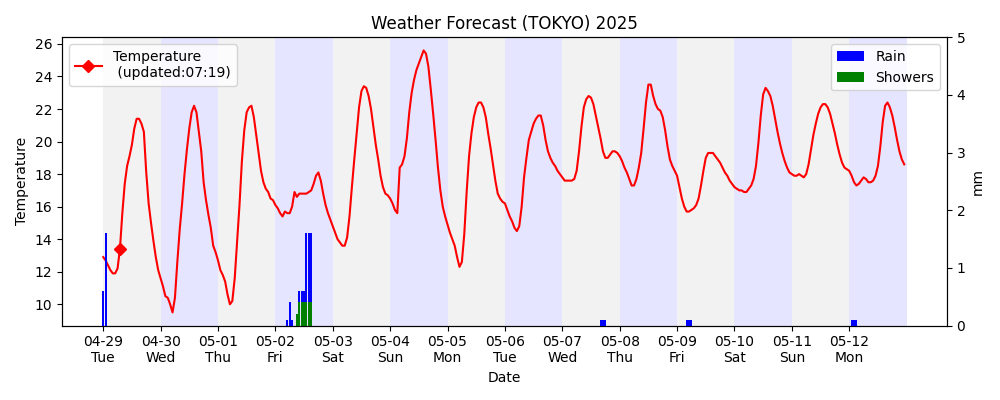 Weather Forecast (TOKYO) 2025
Temperature
(updated:07:19)
Rain
Showers
26
24
22
20
18
16
14
12
10
Temperature
5
4
3
2
1
0
mm
04-29 04-30 05-01 05-02 05-03 05-04 05-05 05-06 05-07 05-08 05-09 05-10 05-11 05-12
Tue Wed Thu Fri Sat Sun Mon Tue Wed Thu Fri Sat Sun Mon
Date